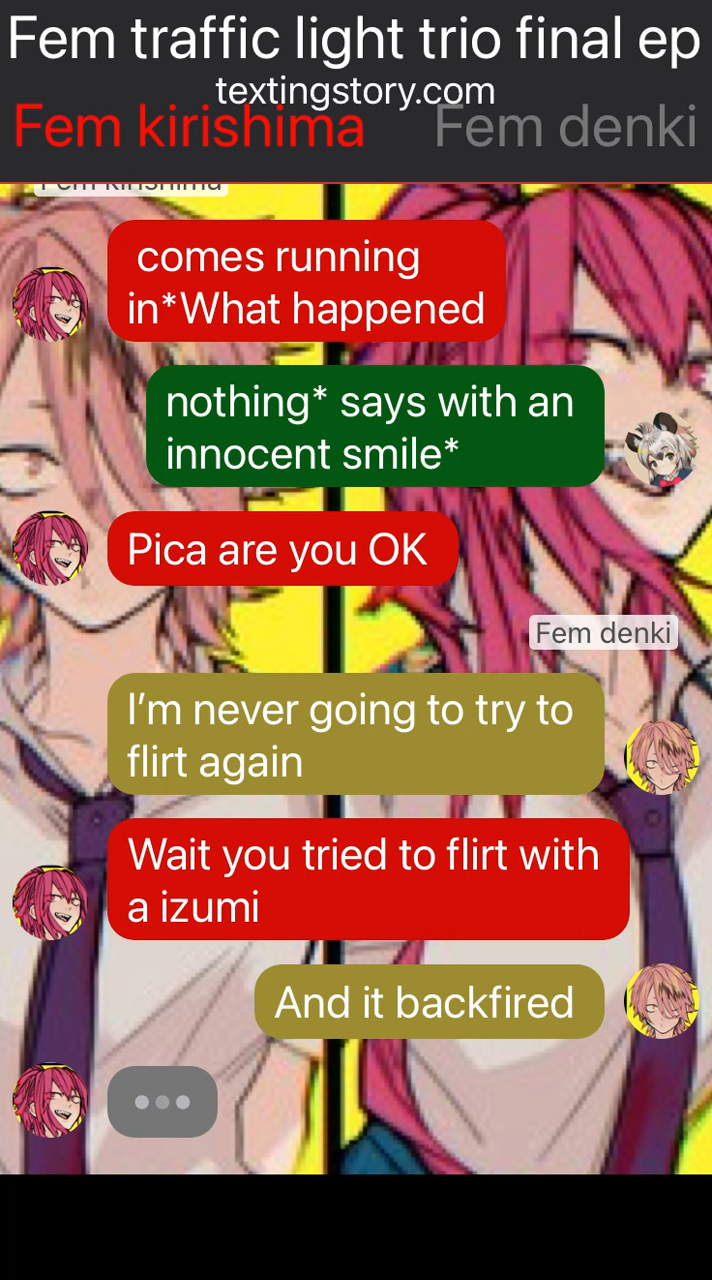 Fem traffic light trio final ep
textingstory.com
Fem kirishima
Fem denki
Fem kirishima
comes running
in*What happened
nothing* says with an
innocent smile*
Pica are you OK
Fem denki
I’m never going to try to
flirt again
Wait you tried to flirt with
a izumi
And it backfired